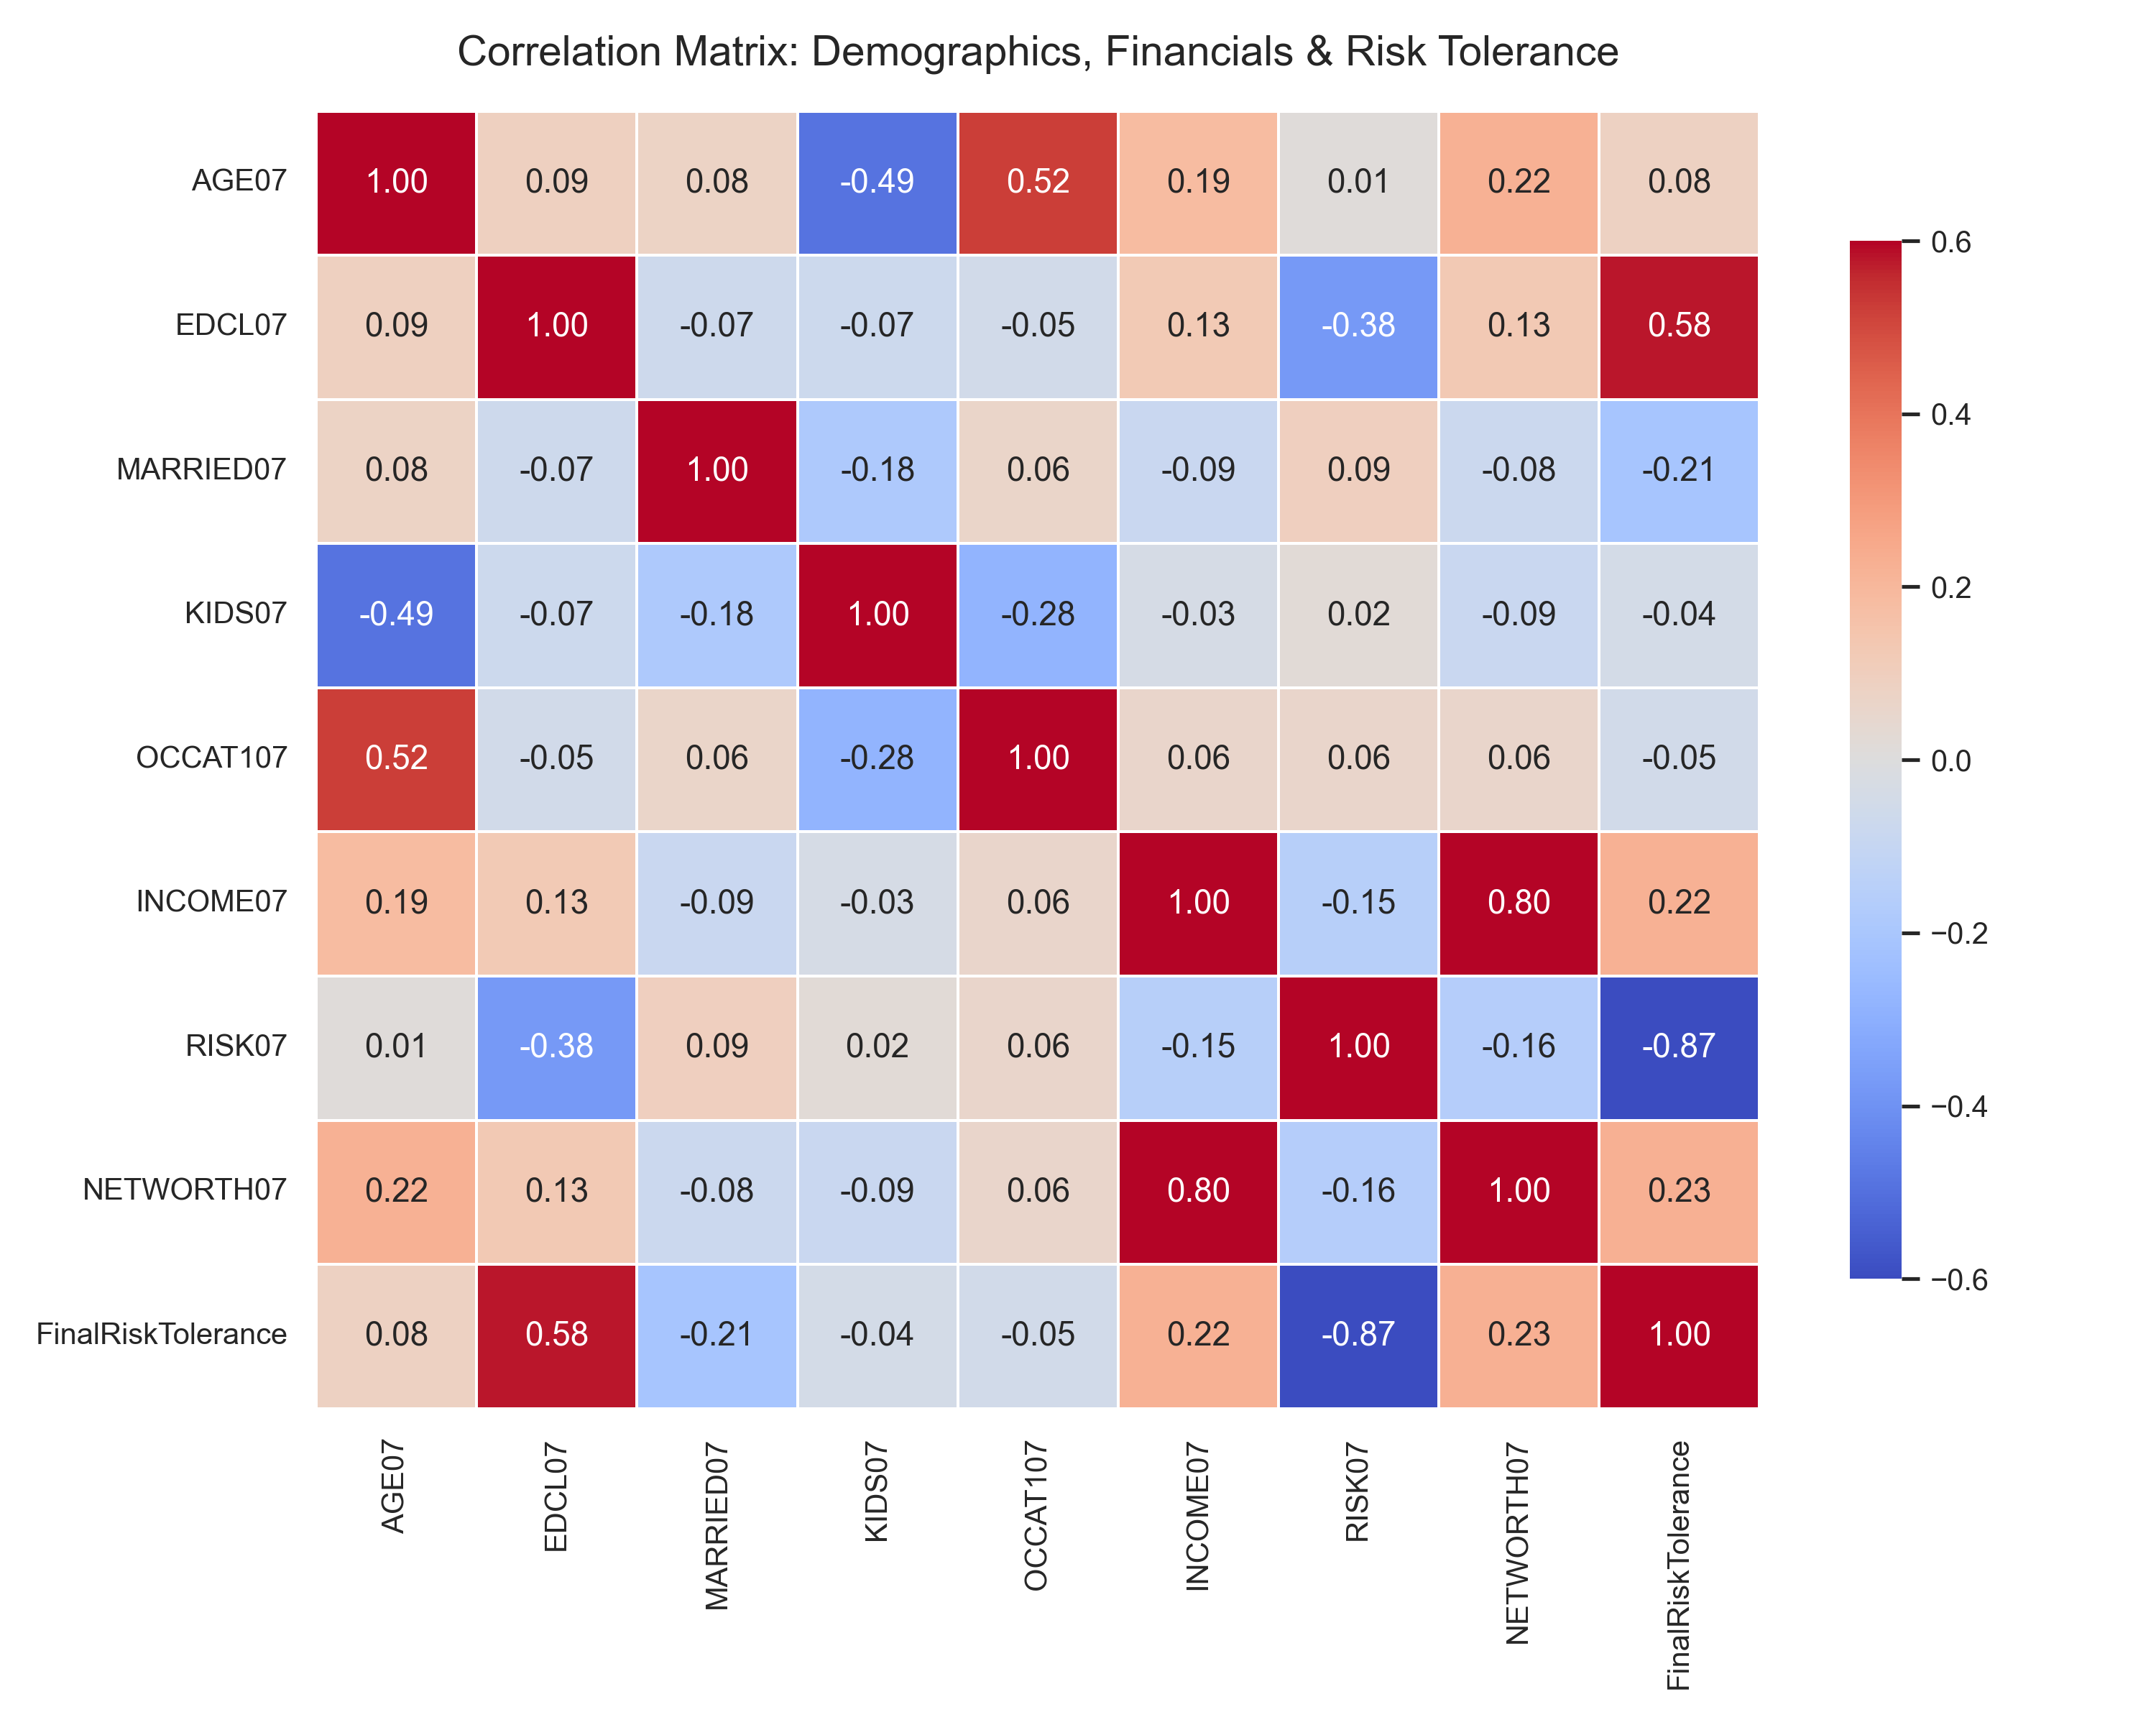 Correlation Matrix: Demographics, Financials & Risk Tolerance
AGE07 1.00 0.09 0.08 -0.49 0.52 0.19 0.01 0.22 0.08
EDCL07 0.09 1.00 -0.07 -0.07 -0.05 0.13 -0.38 0.13 0.58
MARRIED07 0.08 -0.07 1.00 -0.18 0.06 -0.09 0.09 -0.08 -0.21
KIDS07 -0.49 -0.07 -0.18 1.00 -0.28 -0.03 0.02 -0.09 -0.04
OCCAT107 0.52 -0.05 0.06 -0.28 1.00 0.06 0.06 0.06 -0.05
INCOME07 0.19 0.13 -0.09 -0.03 0.06 1.00 -0.15 0.80 0.22
RISK07 0.01 -0.38 0.09 0.02 0.06 -0.15 1.00 -0.16 -0.87
NETWORTH07 0.22 0.13 -0.08 -0.09 0.06 0.80 -0.16 1.00 0.23
FinalRiskTolerance 0.08 0.58 -0.21 -0.04 -0.05 0.22 -0.87 0.23 1.00
AGE07 EDCL07 MARRIED07 KIDS07 OCCAT107 INCOME07 RISK07 NETWORTH07 FinalRiskTolerance
0.6
0.4
0.2
0.0
−0.2
−0.4
−0.6